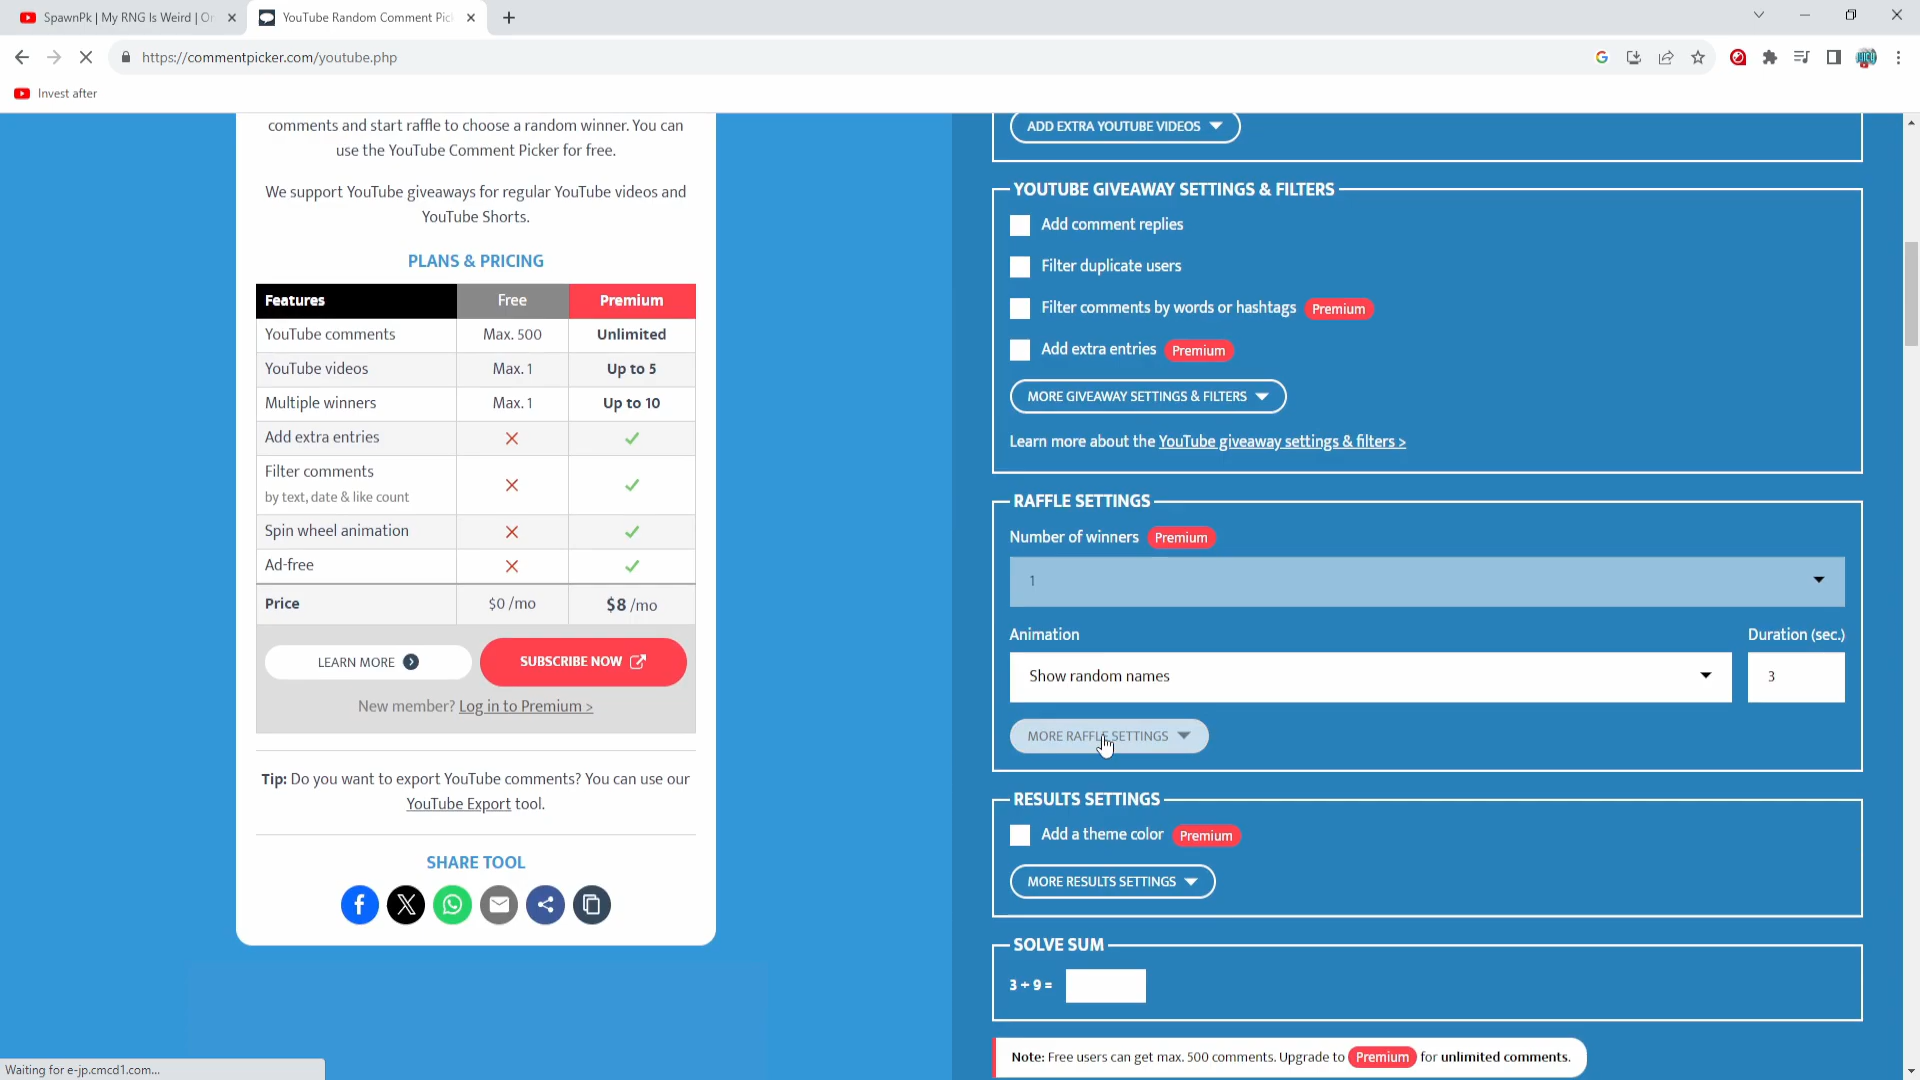 SpawnPk | My RNG Is Weird | O
YouTube Random Comment Pic
https://commentpicker.com/youtube.php
Invest after
comments and start raffle to choose a random winner. You can
use the YouTube Comment Picker for free.
We support YouTube giveaways for regular YouTube videos and
YouTube Shorts.
PLANS & PRICING
Features Free Premium
YouTube comments Max. 500 Unlimited
YouTube videos Max. 1 Up to 5
Multiple winners Max. 1 Up to 10
Add extra entries
Filter comments
by text, date & like count
Spin wheel animation
Ad-free
Price $0 /mo $8 /mo
LEARN MORE
SUBSCRIBE NOW
New member? Log in to Premium >
Tip: Do you want to export YouTube comments? You can use our
YouTube Export tool.
SHARE TOOL
ADD EXTRA YOUTUBE VIDEOS
YOUTUBE GIVEAWAY SETTINGS & FILTERS
Add comment replies
Filter duplicate users
Filter comments by words or hashtags Premium
Add extra entries Premium
MORE GIVEAWAY SETTINGS & FILTERS
Learn more about the YouTube giveaway settings & filters >
RAFFLE SETTINGS
Number of winners Premium
1
Animation Duration (sec.)
Show random names 3
MORE RAFFLE SETTINGS
RESULTS SETTINGS
Add a theme color Premium
MORE RESULTS SETTINGS
SOLVE SUM
3 + 9 =
Note: Free users can get max. 500 comments. Upgrade to Premium for unlimited comments.
Waiting for e-jp.cmcd1.com...